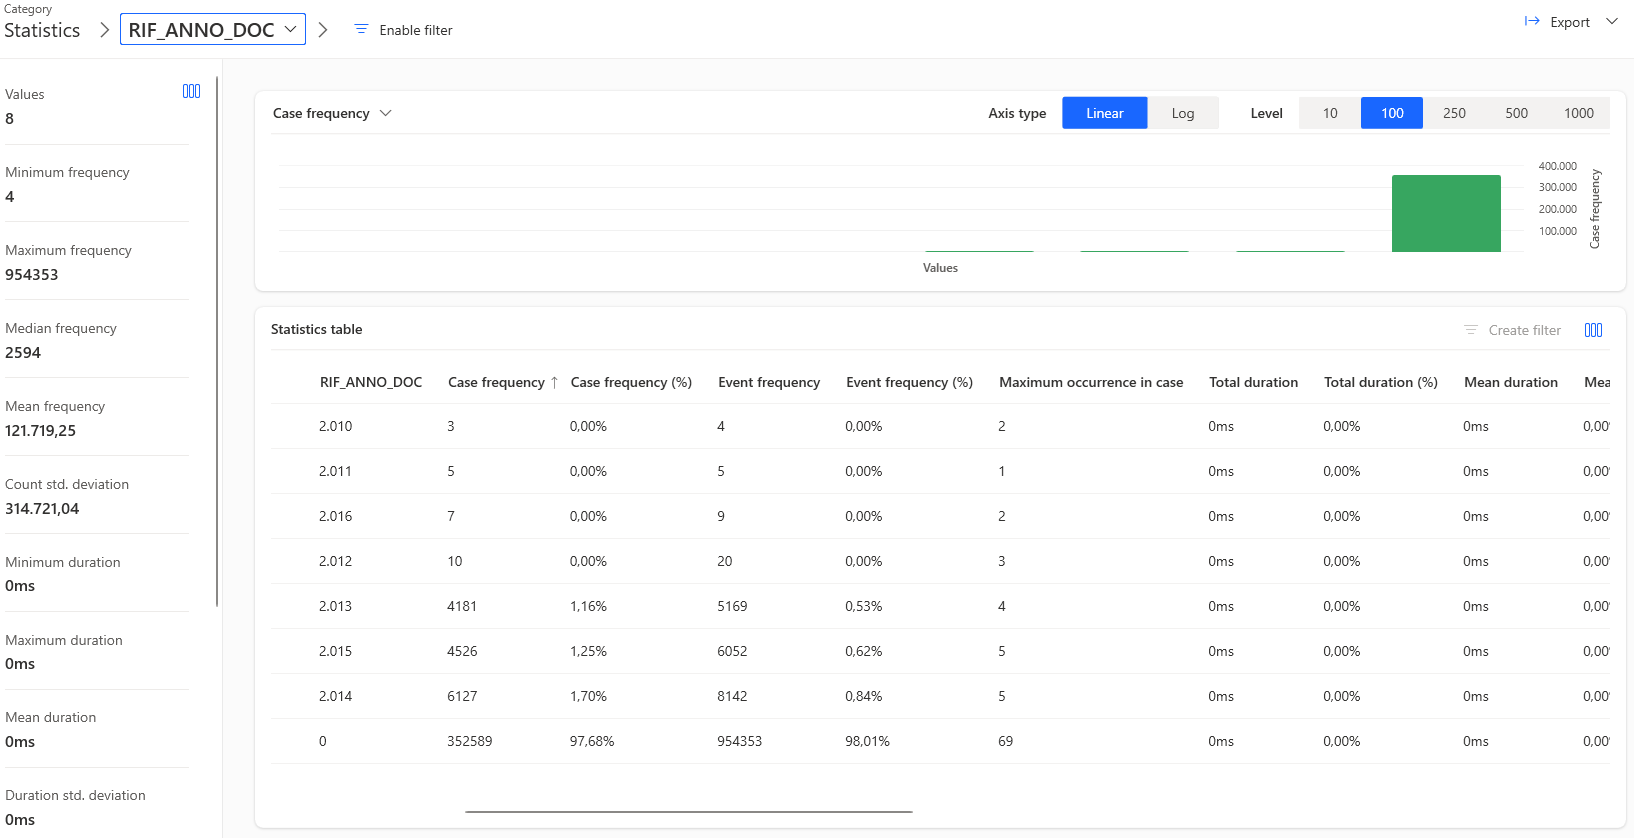 Category
Statistics
RIF_ANNO_DOC
Enable filter
Export
Values
8
Minimum frequency
4
Maximum frequency
954353
Median frequency
2594
Mean frequency
121.719,25
Count std. deviation
314.721,04
Minimum duration
0ms
Maximum duration
0ms
Mean duration
0ms
Duration std. deviation
0ms
Case frequency
Axis type Linear Log Level 10 100 250 500 1000
400.000
300.000
200.000
100.000
Case frequency
Values
Statistics table
Create filter
RIF_ANNO_DOC Case frequency ↑ Case frequency (%) Event frequency Event frequency (%) Maximum occurrence in case Total duration Total duration (%) Mean duration Mea
2.010 3 0,00% 4 0,00% 2 0ms 0,00% 0ms 0,00
2.011 5 0,00% 5 0,00% 1 0ms 0,00% 0ms 0,00
2.016 7 0,00% 9 0,00% 2 0ms 0,00% 0ms 0,00
2.012 10 0,00% 20 0,00% 3 0ms 0,00% 0ms 0,00
2.013 4181 1,16% 5169 0,53% 4 0ms 0,00% 0ms 0,00
2.015 4526 1,25% 6052 0,62% 5 0ms 0,00% 0ms 0,00
2.014 6127 1,70% 8142 0,84% 5 0ms 0,00% 0ms 0,00
0 352589 97,68% 954353 98,01% 69 0ms 0,00% 0ms 0,00